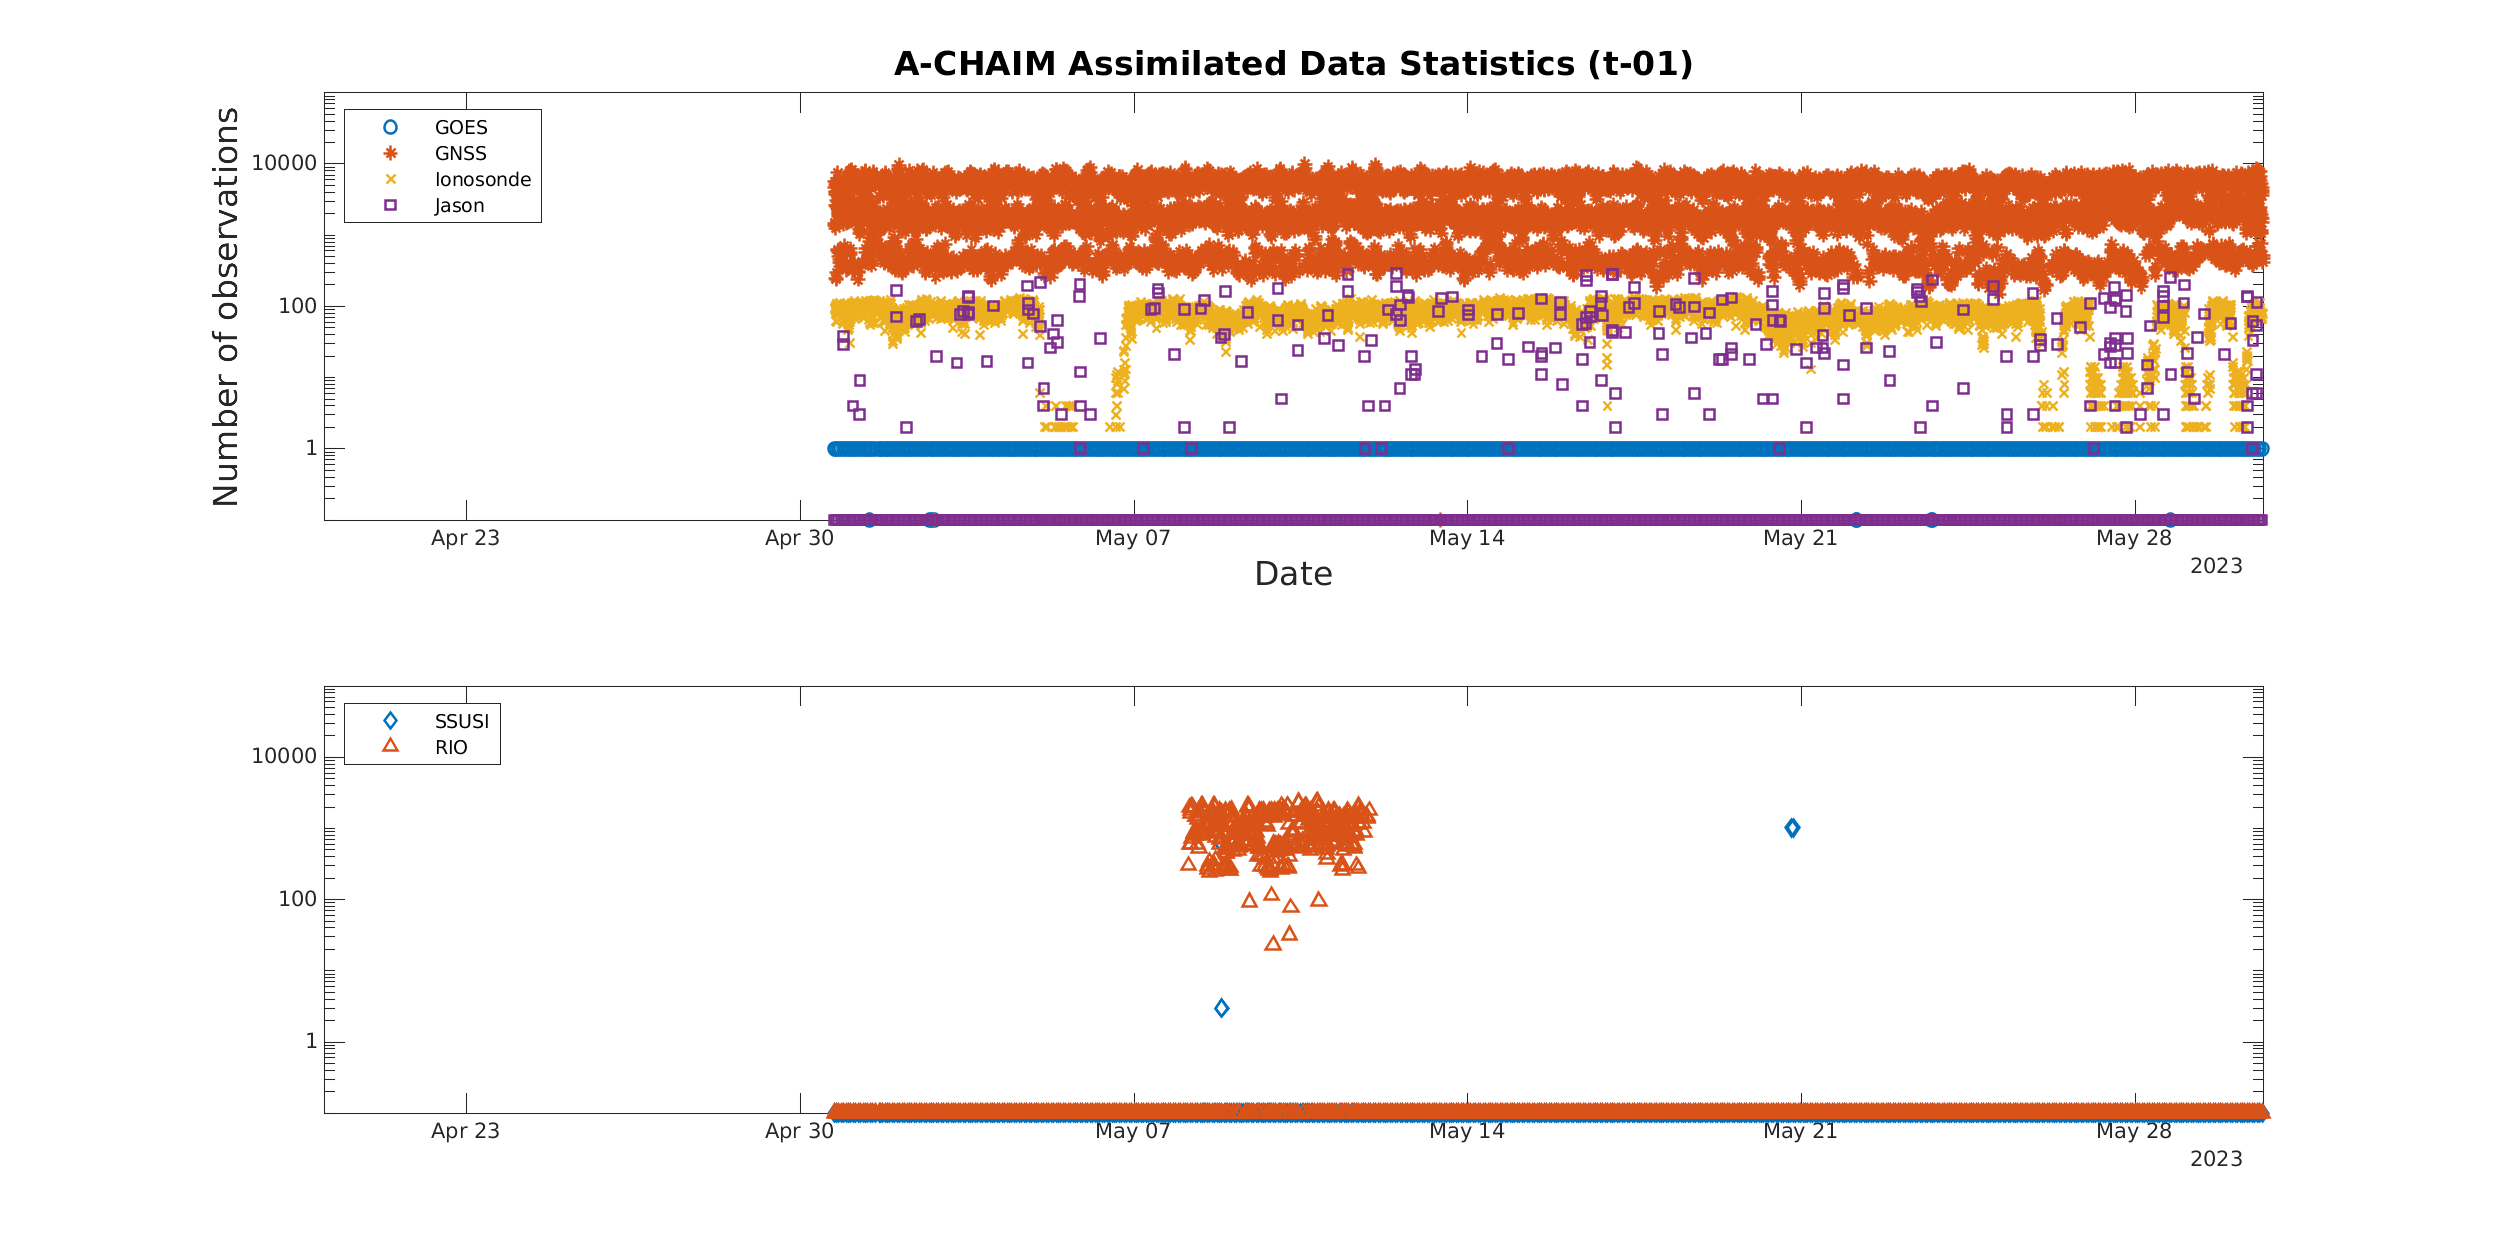 A-CHAIM Assimilated Data Statistics (t-01)
Number of observations
10000
100
1
GOES
GNSS
Ionosonde
Jason
Apr 23
Apr 30
May 07
May 14
May 21
May 28
2023
Date
10000
100
1
SSUSI
RIO
Apr 23
Apr 30
May 07
May 14
May 21
May 28
2023